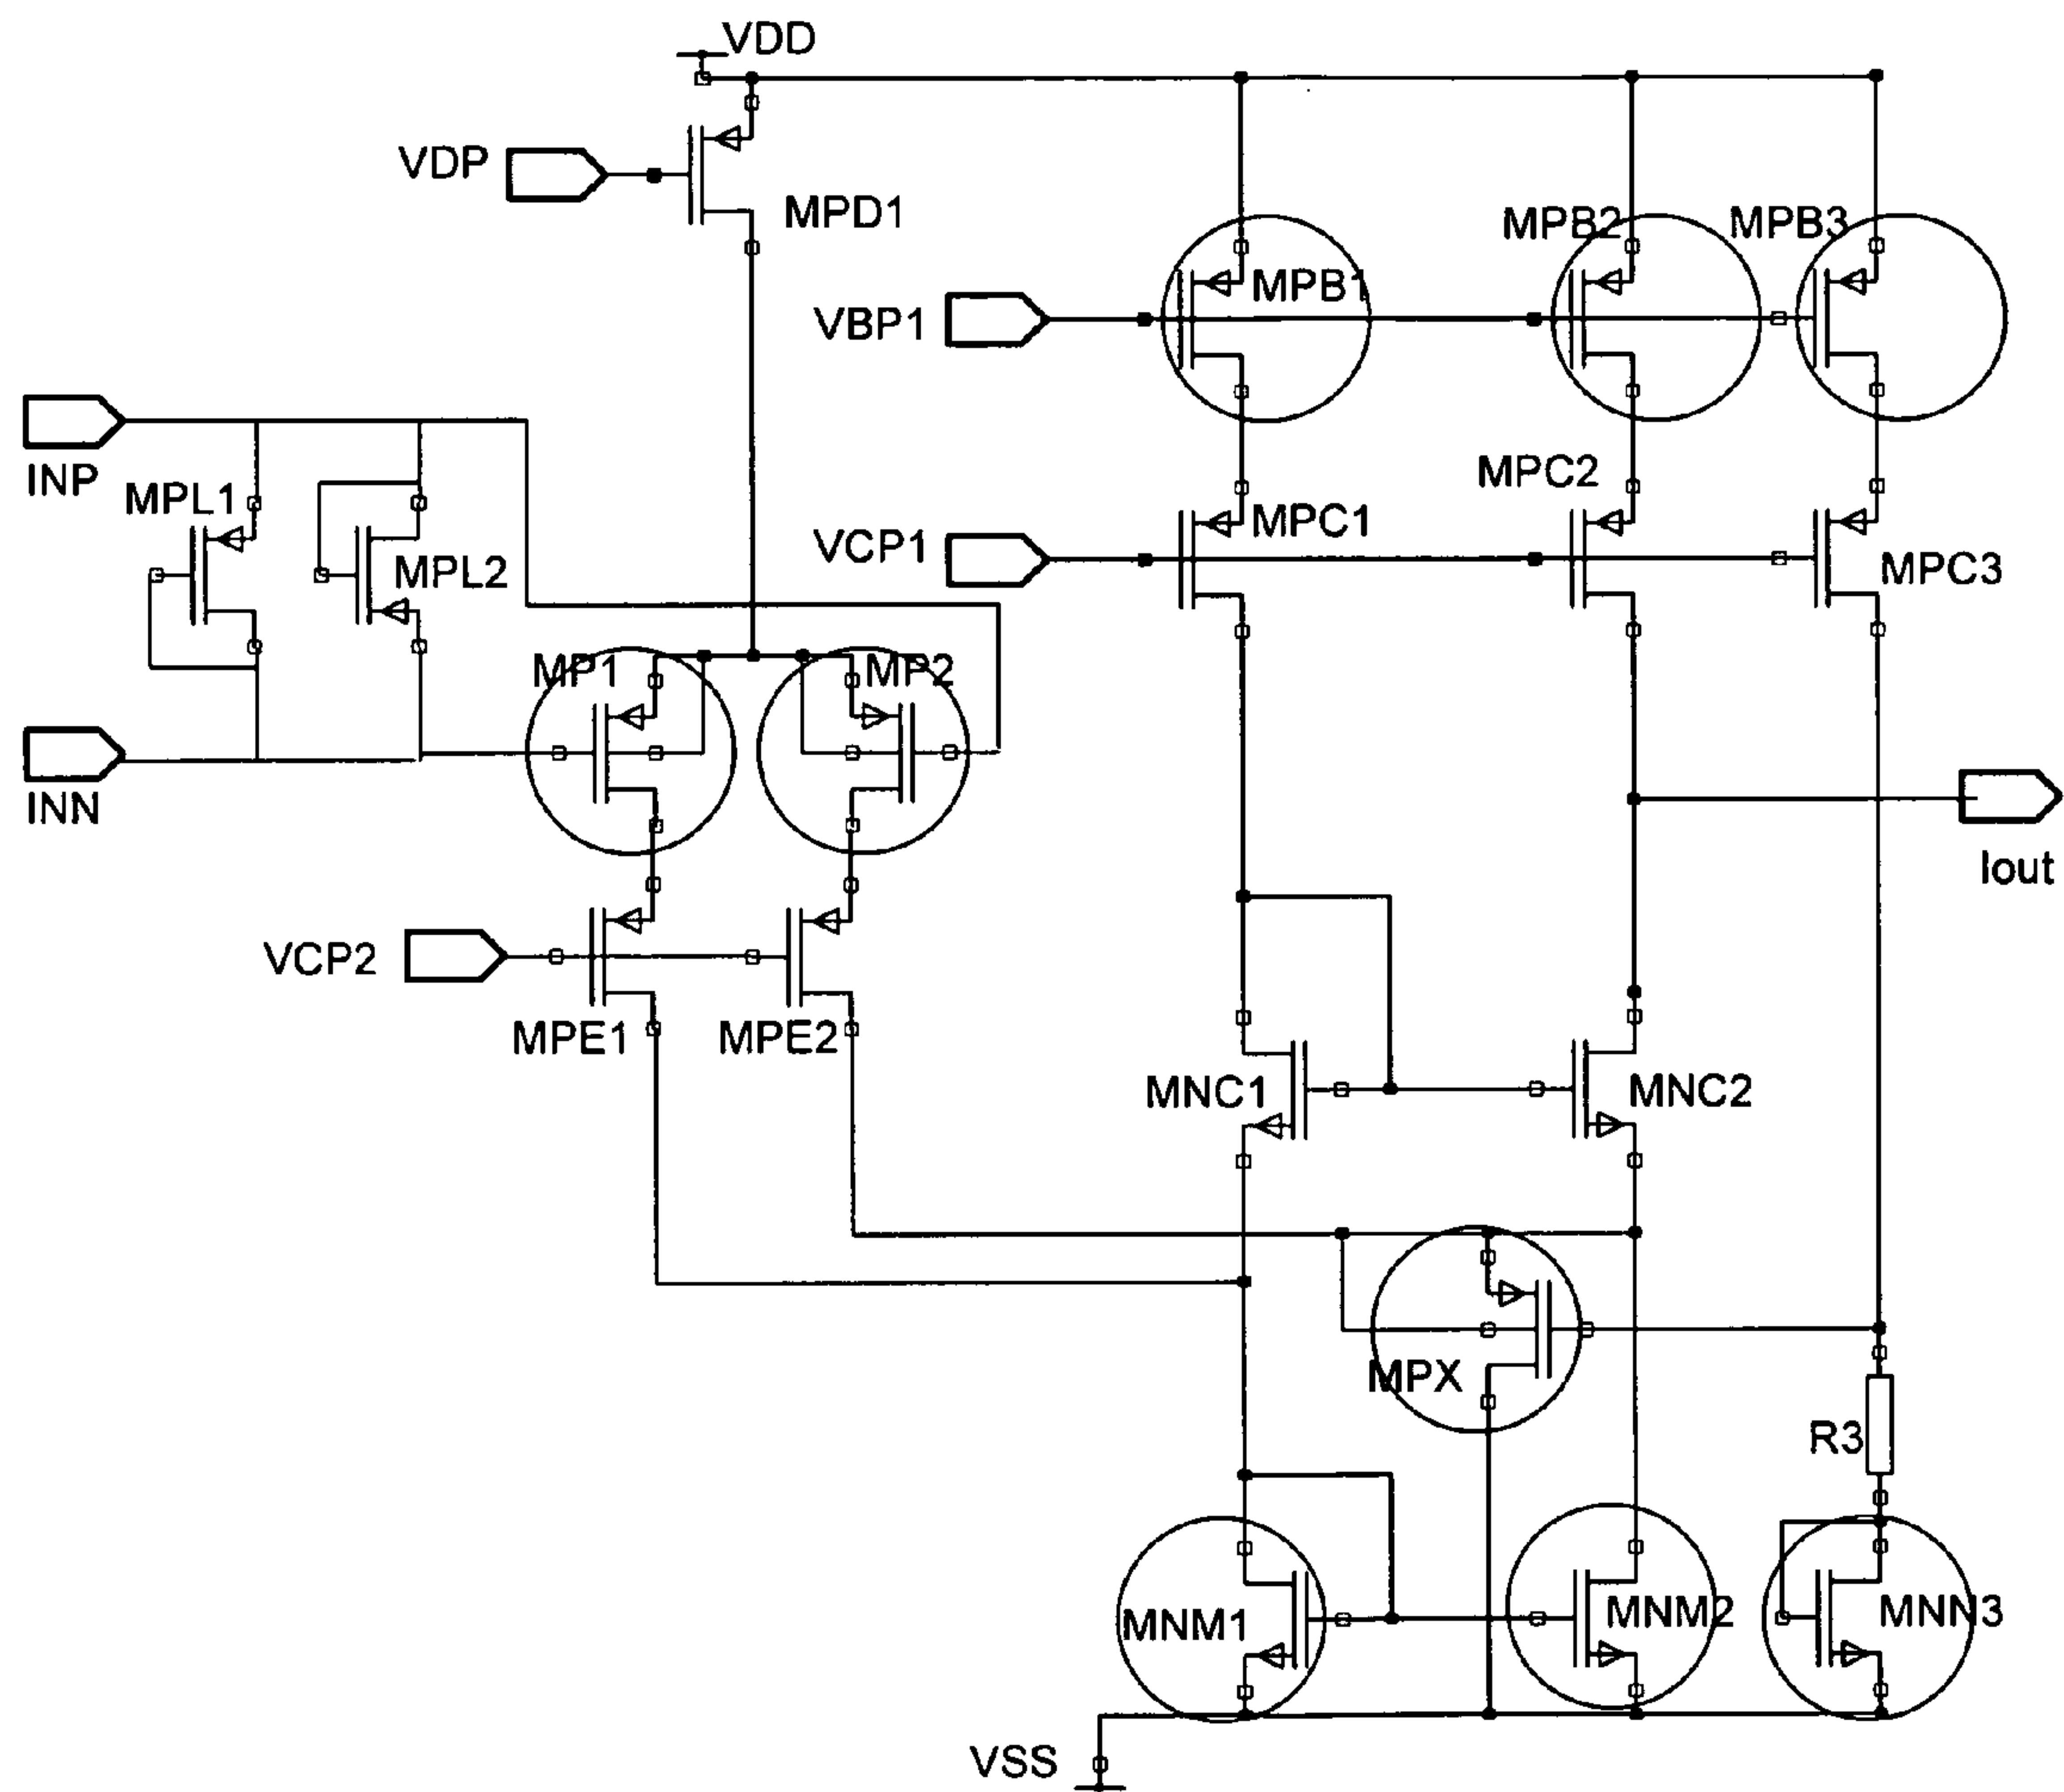 VDD
VDP
MPD1
MPB2
MPB3
MPB1
VBP1
INP
MPL1
MPL2
MPC2
MPC1
VCP1
MPC3
MP1
MP2
INN
Iout
VCP2
MPE1
MPE2
MNC1
MNC2
MPX
R3
MNM1
MNM2
MNN3
VSS